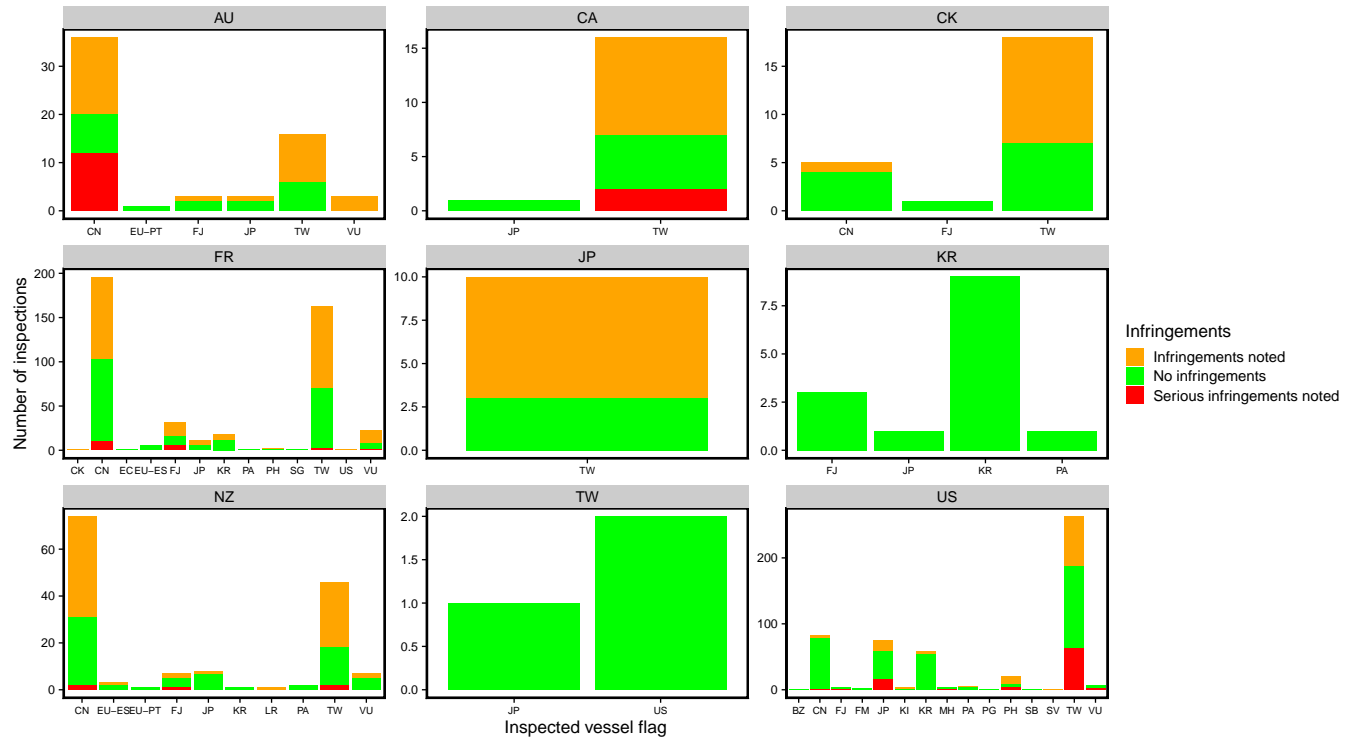 AU
CA
CK
30
20
10
0
15
10
5
0
15
10
5
0
CN EU−PT FJ JP TW VU
JP TW
CN FJ TW
FR
JP
KR
200
150
100
50
0
10.0
7.5
5.0
2.5
0.0
7.5
5.0
2.5
0.0
CK CN EC EU−ES FJ JP KR PA PH SG TW US VU
TW
FJ JP KR PA
NZ
TW
US
60
40
20
0
2.0
1.5
1.0
0.5
0.0
200
100
0
CN EU−ES EU−PT FJ JP KR LR PA TW VU
JP US
BZ CN FJ FM JP KI KR MH PA PG PH SB SV TW VU
Number of inspections
Inspected vessel flag
Infringements
Infringements noted
No infringements
Serious infringements noted